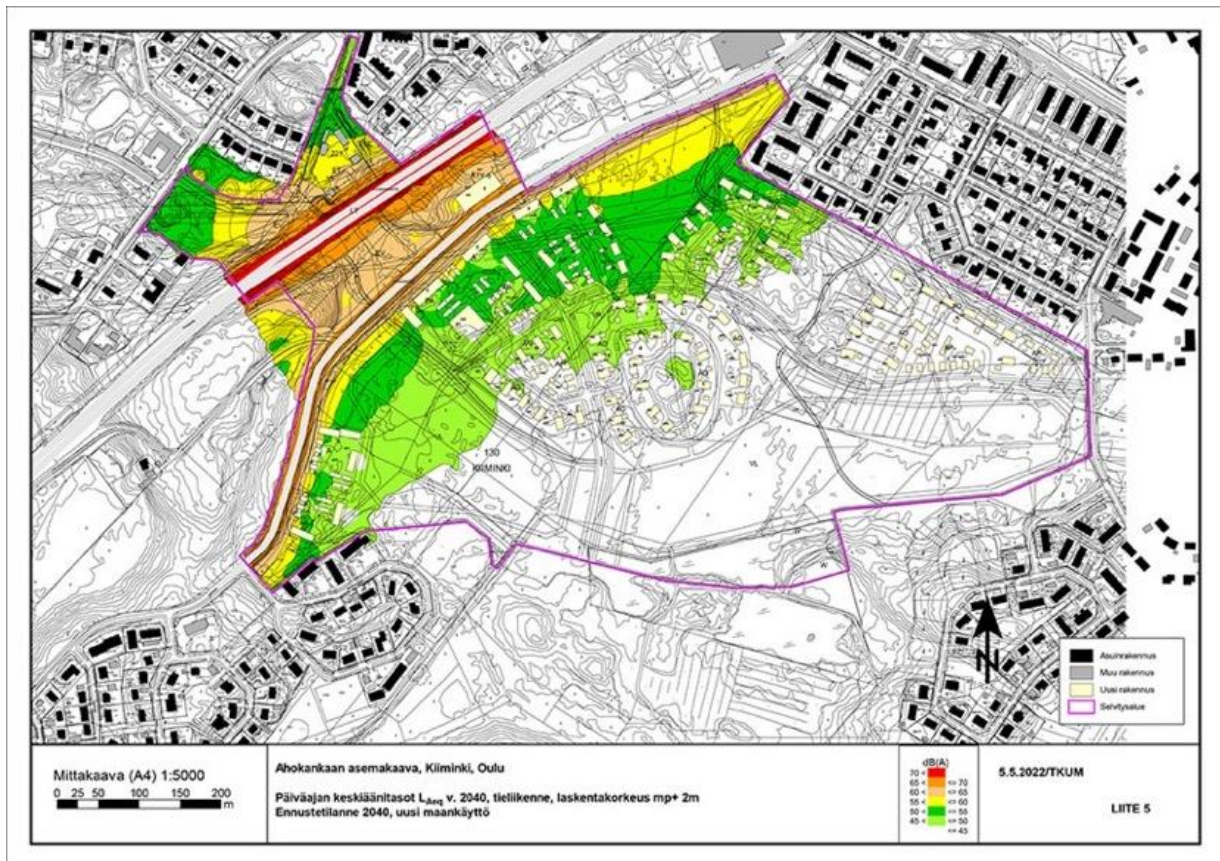 130
KIIMINKI
VL
W
N
Asuinrakennus
Muu rakennus
Uusi rakennus
Selvitysalue
Mittakaava (A4) 1:5000
0 25 50 100 150 200
m
Ahokankaan asemakaava, Kiiminki, Oulu
Päiväajan keskiäänitasot LAeq v. 2040, tieliikenne, laskentakorkeus mp+ 2m
Ennustetilanne 2040, uusi maankäyttö
dB(A)
70 <
65 < <= 70
60 < <= 65
55 < <= 60
50 < <= 55
45 < <= 50
<= 45
5.5.2022/TKUM
LIITE 5